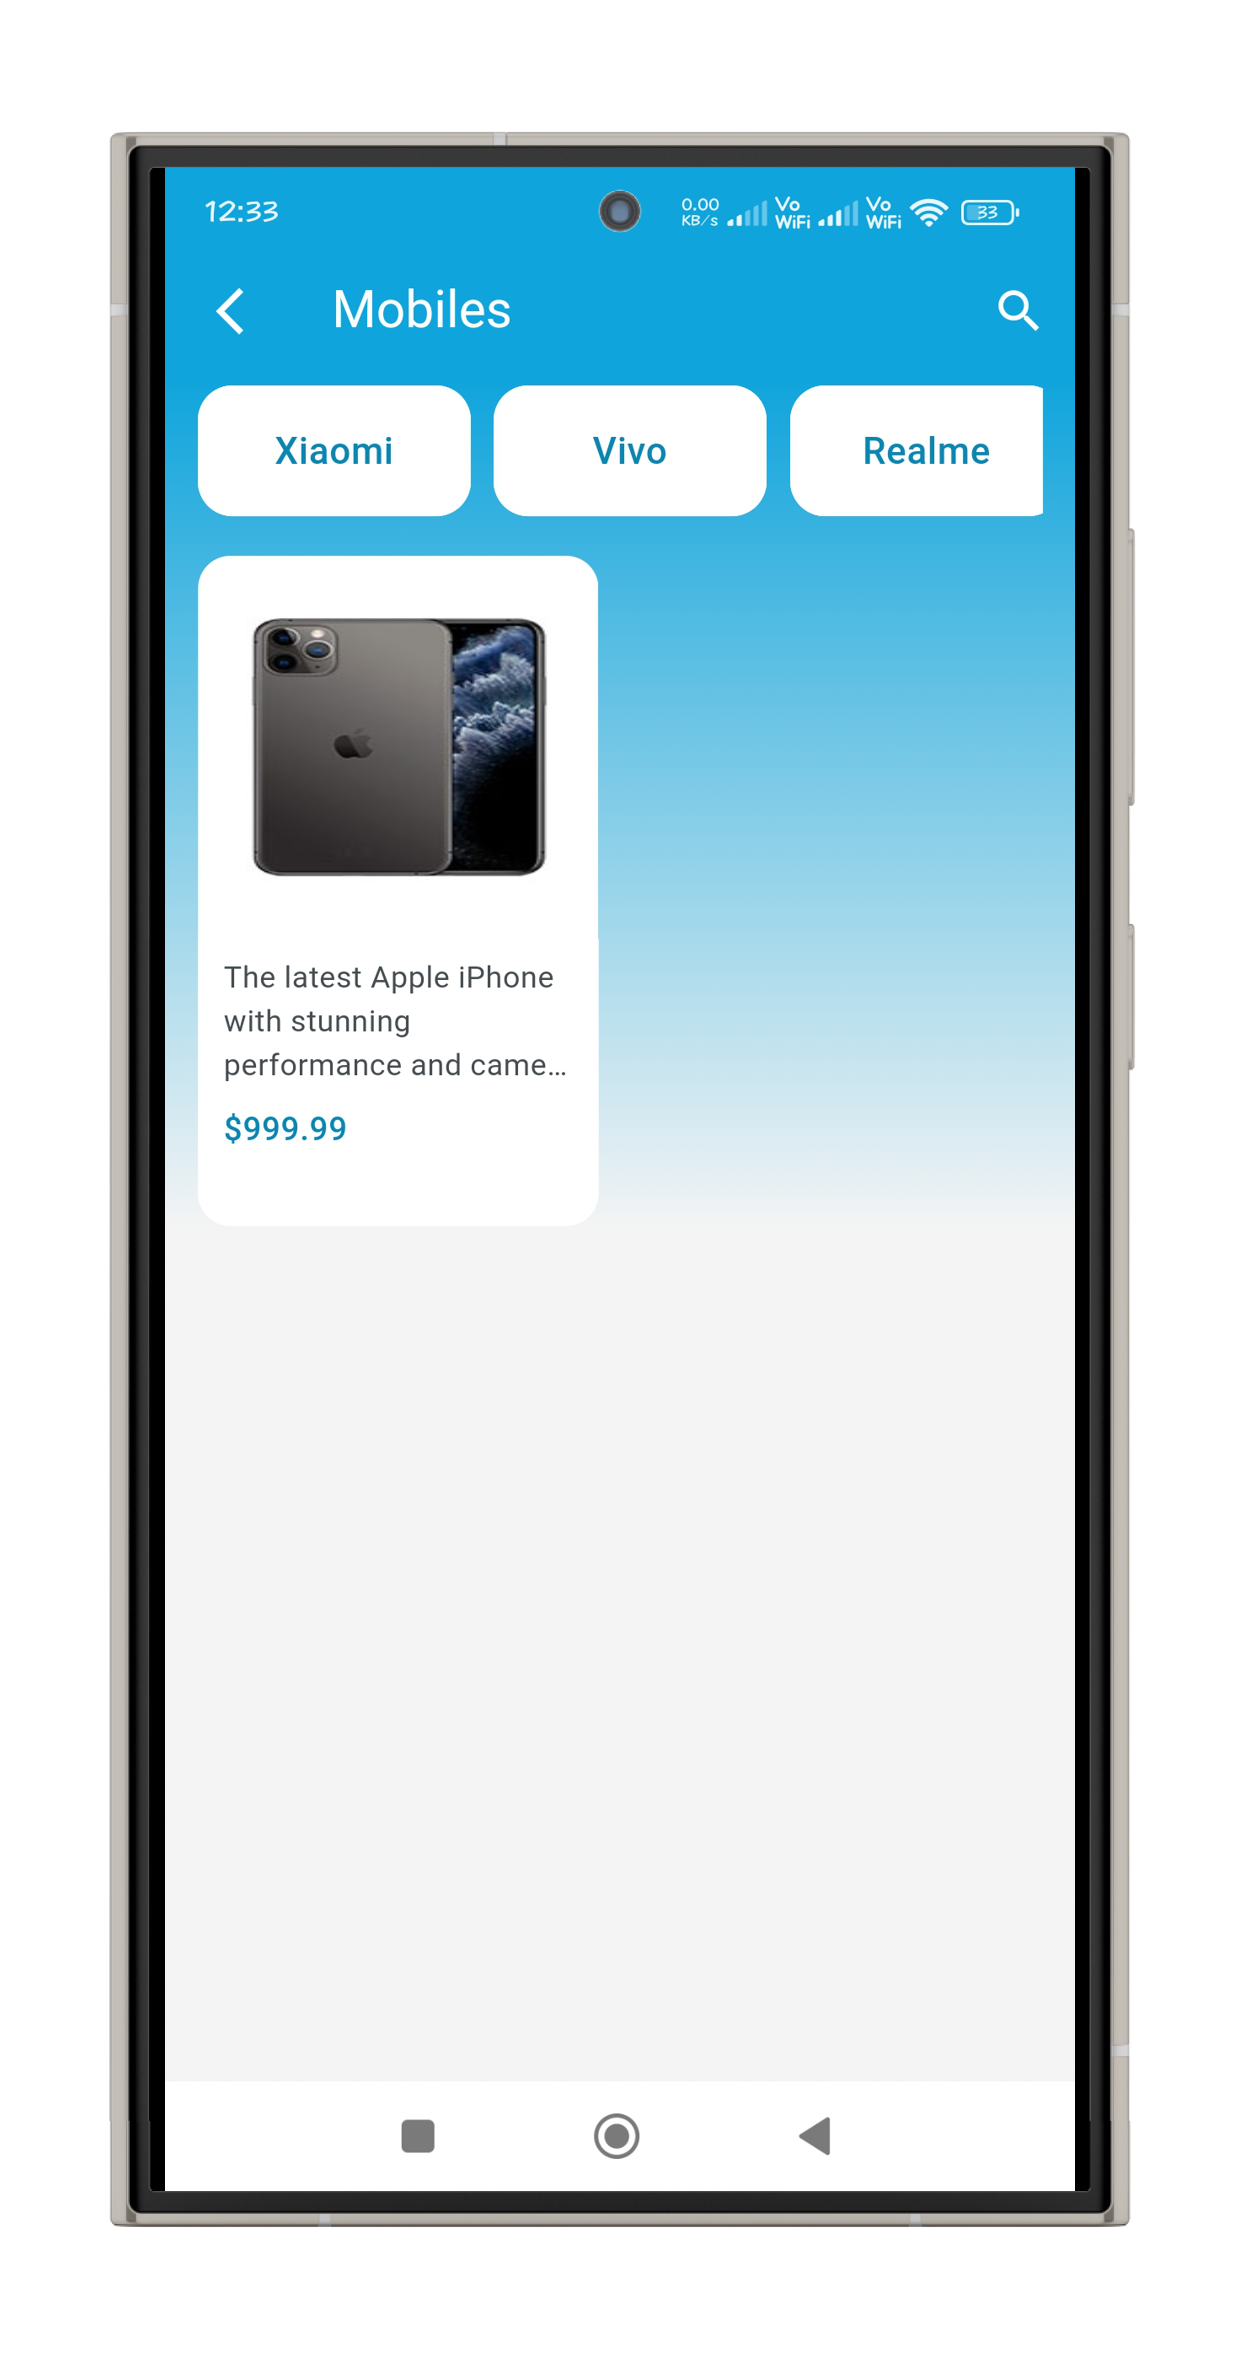 12:33
0.00
KB/s
Vo
WiFi
Vo
WiFi
33
Mobiles
Xiaomi
Vivo
Realme
The latest Apple iPhone
with stunning
performance and came…
$999.99